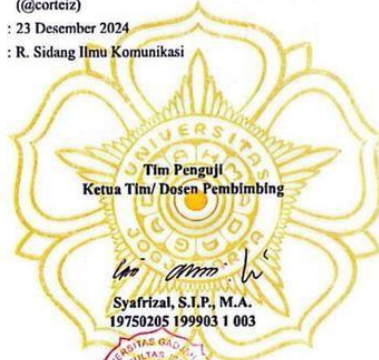 (@corteiz)
: 23 Desember 2024
: R. Sidang Ilmu Komunikasi
UNIVERSITAS
Tim Penguji
Ketua Tim/ Dosen Pembimbing
Syafrizal, S.I.P., M.A.
19750205 199903 1 003